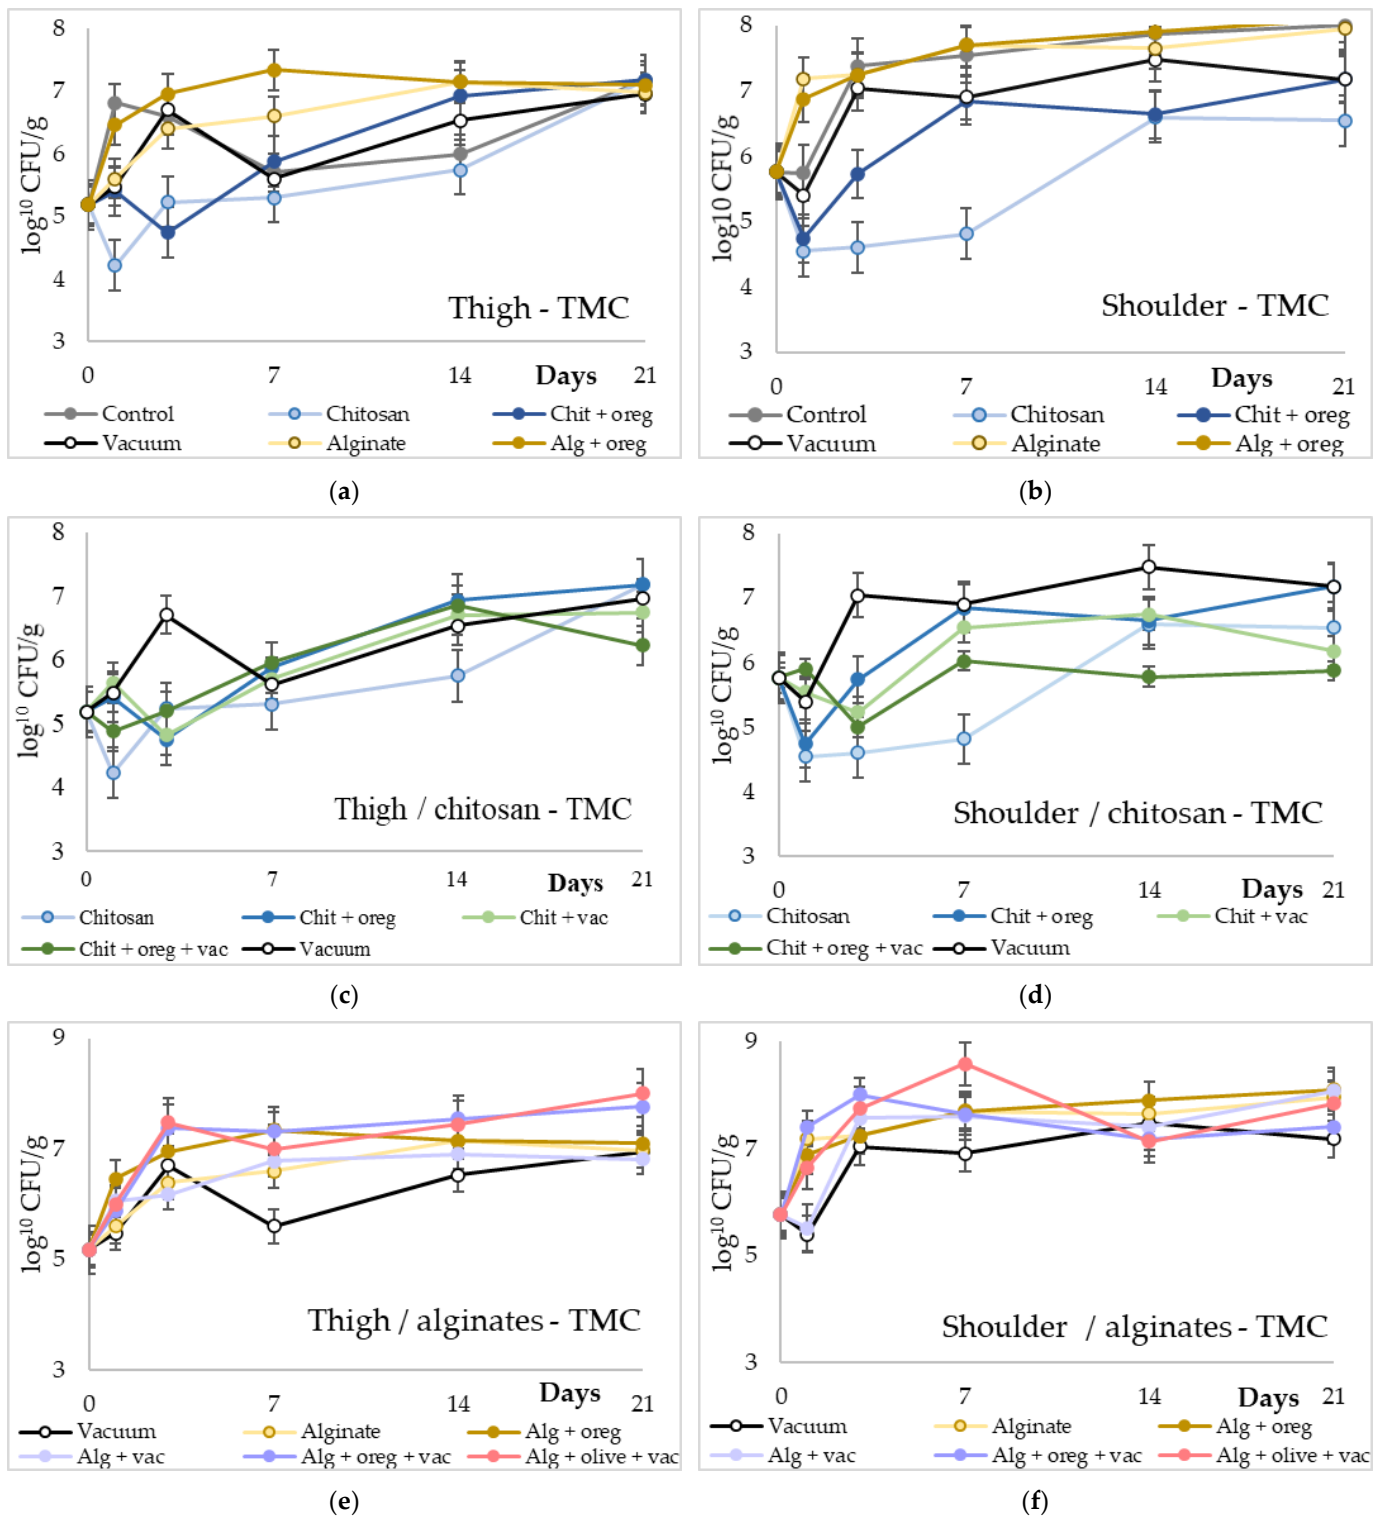 8
7
6
5
4
3
log¹⁰ CFU/g
Thigh - TMC
0 7 14 Days 21
Control Chitosan Chit + oreg
Vacuum Alginate Alg + oreg
(a)
8
7
6
5
4
3
log10 CFU/g
Shoulder - TMC
0 7 14 Days 21
Control Chitosan Chit + oreg
Vacuum Alginate Alg + oreg
(b)
8
7
6
5
4
3
log¹⁰ CFU/g
Thigh / chitosan - TMC
0 7 14 Days 21
Chitosan Chit + oreg Chit + vac
Chit + oreg + vac Vacuum
(c)
8
7
6
5
4
3
log¹⁰ CFU/g
Shoulder / chitosan - TMC
0 7 14 Days 21
Chitosan Chit + oreg Chit + vac
Chit + oreg + vac Vacuum
(d)
9
7
5
3
log¹⁰ CFU/g
Thigh / alginates - TMC
0 7 14 Days 21
Vacuum Alginate Alg + oreg
Alg + vac Alg + oreg + vac Alg + olive + vac
(e)
9
7
5
3
log¹⁰ CFU/g
Shoulder / alginates - TMC
0 7 14 Days 21
Vacuum Alginate Alg + oreg
Alg + vac Alg + oreg + vac Alg + olive + vac
(f)